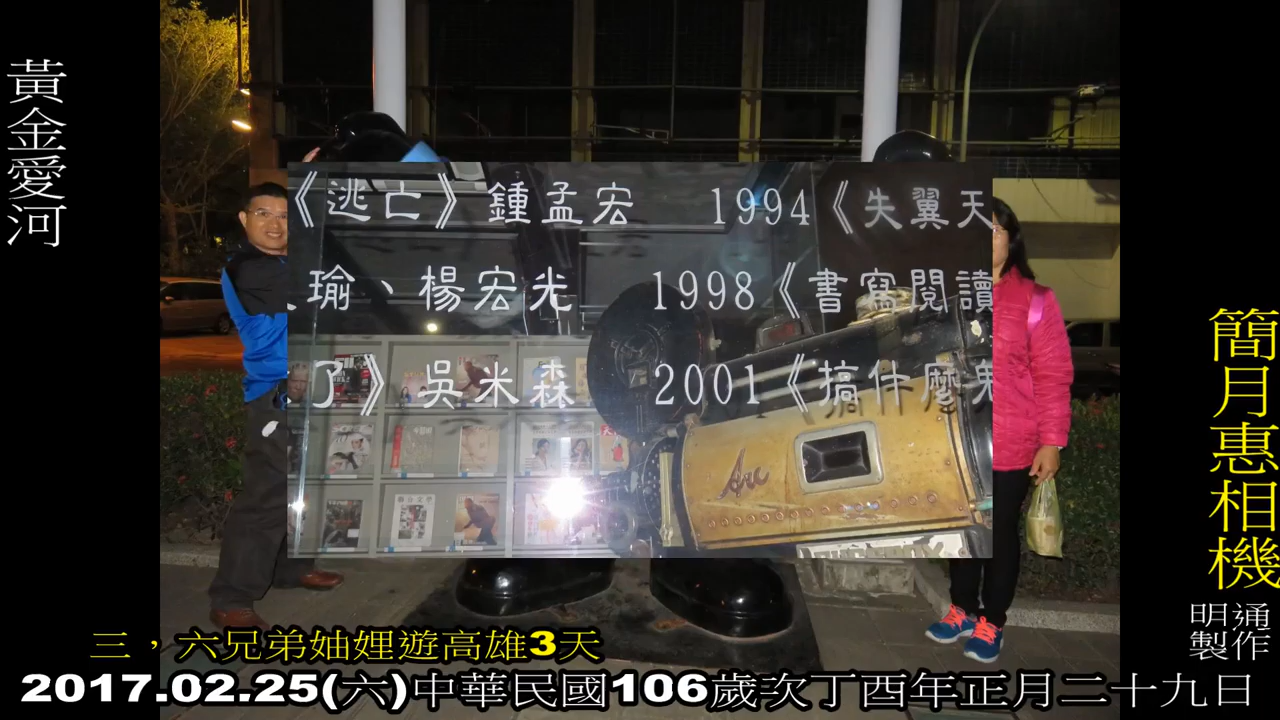 黃金愛河
《逃亡》鍾孟宏 1994《失翼天
瑜、楊宏光 1998《書寫閱讀
了》吳米森 2001《搞什麼鬼
Arc
簡月惠相機
明通
製作
三，六兄弟妯娌遊高雄3天
2017.02.25(六)中華民國106歲次丁酉年正月二十九日